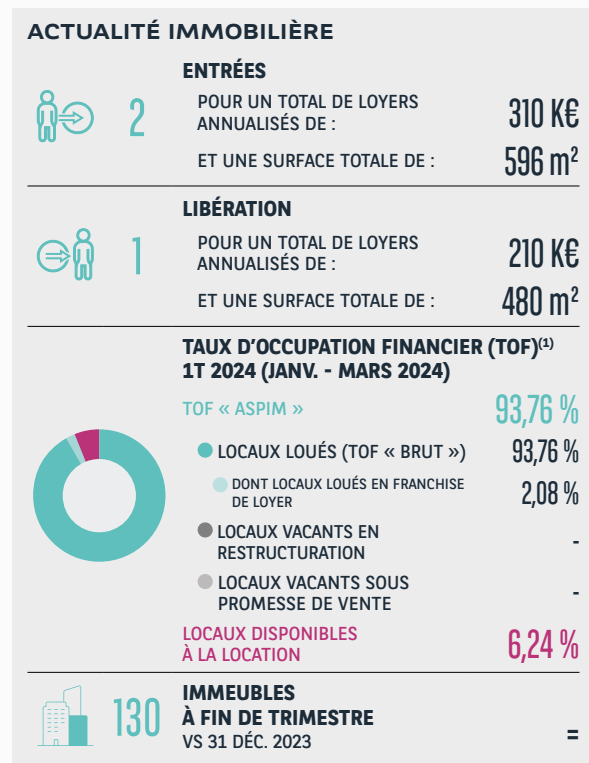 ACTUALITÉ IMMOBILIÈRE
2
ENTRÉES
POUR UN TOTAL DE LOYERS
ANNUALISÉS DE :
310 K€
ET UNE SURFACE TOTALE DE :
596 m²
1
LIBÉRATION
POUR UN TOTAL DE LOYERS
ANNUALISÉS DE :
210 K€
ET UNE SURFACE TOTALE DE :
480 m²
TAUX D'OCCUPATION FINANCIER (TOF)(1)
1T 2024 (JANV. - MARS 2024)
TOF « ASPIM »
93,76 %
LOCAUX LOUÉS (TOF « BRUT »)
93,76 %
DONT LOCAUX LOUÉS EN FRANCHISE
DE LOYER
2,08 %
LOCAUX VACANTS EN
RESTRUCTURATION
-
LOCAUX VACANTS SOUS
PROMESSE DE VENTE
-
LOCAUX DISPONIBLES
À LA LOCATION
6,24 %
130
IMMEUBLES
À FIN DE TRIMESTRE
VS 31 DÉC. 2023
=